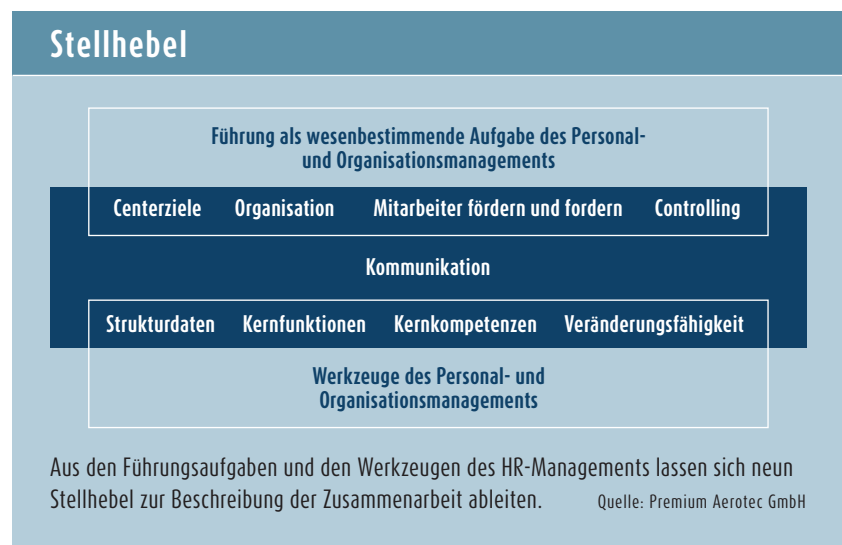 Stellhebel
Führung als wesenbestimmende Aufgabe des Personal-
und Organisationsmanagements
Centerziele Organisation Mitarbeiter fördern und fordern Controlling
Kommunikation
Strukturdaten Kernfunktionen Kernkompetenzen Veränderungsfähigkeit
Werkzeuge des Personal- und
Organisationsmanagements
Aus den Führungsaufgaben und den Werkzeugen des HR-Managements lassen sich neun
Stellhebel zur Beschreibung der Zusammenarbeit ableiten. Quelle: Premium Aerotec GmbH